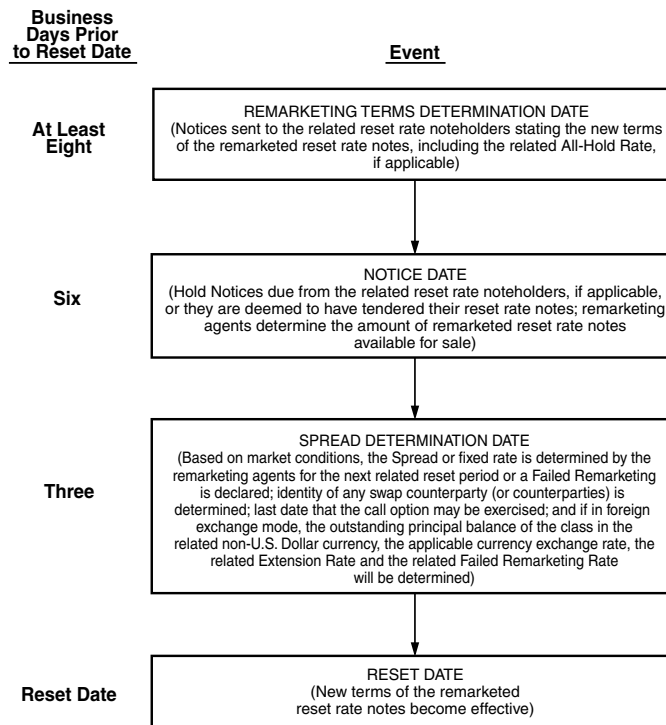 Business
Days Prior
to Reset Date
Event
At Least
Eight
REMARKETING TERMS DETERMINATION DATE
(Notices sent to the related reset rate noteholders stating the new terms
of the remarketed reset rate notes, including the related All-Hold Rate,
if applicable)
Six
NOTICE DATE
(Hold Notices due from the related reset rate noteholders, if applicable,
or they are deemed to have tendered their reset rate notes; remarketing
agents determine the amount of remarketed reset rate notes
available for sale)
Three
SPREAD DETERMINATION DATE
(Based on market conditions, the Spread or fixed rate is determined by the
remarketing agents for the next related reset period or a Failed Remarketing
is declared; identity of any swap counterparty (or counterparties) is
determined; last date that the call option may be exercised; and if in foreign
exchange mode, the outstanding principal balance of the class in the
related non-U.S. Dollar currency, the applicable currency exchange rate, the
related Extension Rate and the related Failed Remarketing Rate
will be determined)
Reset Date
RESET DATE
(New terms of the remarketed
reset rate notes become effective)